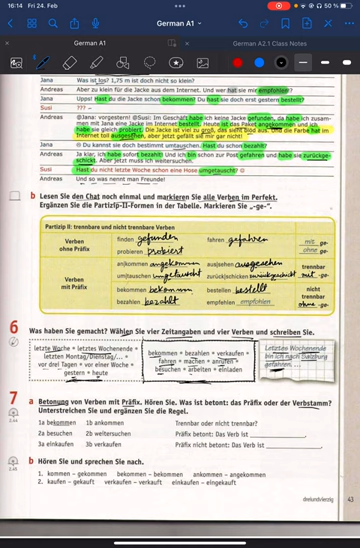 16:14 Fri 24. Feb
50 %
German A1
German A1
German A2.1 Class Notes
Jana Was ist los? 1,75 m ist doch nicht so klein?
Andreas Aber zu klein für die Jacke aus dem Internet. Und wer hat sie mir empfohlen?
Jana Upps! Hast du die Jacke schon bekommen? Du hast sie doch erst gestern bestellt?
Susi ??? –
Andreas @Jana: vorgestern! @Susi: Im Geschäft habe ich keine Jacke gefunden, da habe ich zusammen mit Jana eine Jacke im Internet bestellt. Heute ist das Paket angekommen und ich
habe sie gleich probiert. Die Jacke ist viel zu groß, das sieht blöd aus. Und die Farbe hat im
Internet toll ausgesehen, aber jetzt gefällt sie mir gar nicht!
Jana Du kannst sie doch bestimmt umtauschen. Hast du schon bezahlt?
Andreas Ja klar, ich habe sofort bezahlt! Und ich bin schon zur Post gefahren und habe sie zurückge-
schickt. Aber jetzt muss ich weitersuchen.
Susi Hast du nicht letzte Woche schon eine Hose umgetauscht?
Andreas Und so was nennt man Freunde!
b Lesen Sie den Chat noch einmal und markieren Sie alle Verben im Perfekt.
Ergänzen Sie die Partizip-II-Formen in der Tabelle. Markieren Sie „-ge-“.
Partizip II: trennbare und nicht trennbare Verben
Verben ohne Präfix
finden gefunden fahren gefahren mit -ge-
probieren probiert ohne -ge-
Verben mit Präfix
an|kommen angekommen aus|sehen ausgesehen trennbar mit -ge-
um|tauschen umgetauscht zurück|schicken zurückgeschickt
bekommen bekommen bestellen bestellt nicht trennbar ohne -ge-
bezahlen bezahlt empfehlen empfohlen
6 Was haben Sie gemacht? Wählen Sie vier Zeitangaben und vier Verben und schreiben Sie.
letzte Woche • letztes Wochenende •
letzten Montag/Dienstag/... •
vor drei Tagen • vor einer Woche •
gestern • heute
bekommen • bezahlen • verkaufen •
fahren • machen • anrufen •
besuchen • arbeiten • einladen
Letztes Wochenende
bin ich nach Salzburg
gefahren. ...
7 a Betonung von Verben mit Präfix. Hören Sie. Was ist betont: das Präfix oder der Verbstamm?
Unterstreichen Sie und ergänzen Sie die Regel.
2.44
1a bekommen 1b ankommen Trennbar oder nicht trennbar?
2a besuchen 2b weitersuchen Präfix betont: Das Verb ist
3a einkaufen 3b verkaufen Präfix nicht betont: Das Verb ist
b Hören Sie und sprechen Sie nach.
2.45
1. kommen – gekommen bekommen – bekommen ankommen – angekommen
2. kaufen – gekauft verkaufen – verkauft einkaufen – eingekauft
dreiundvierzig 43